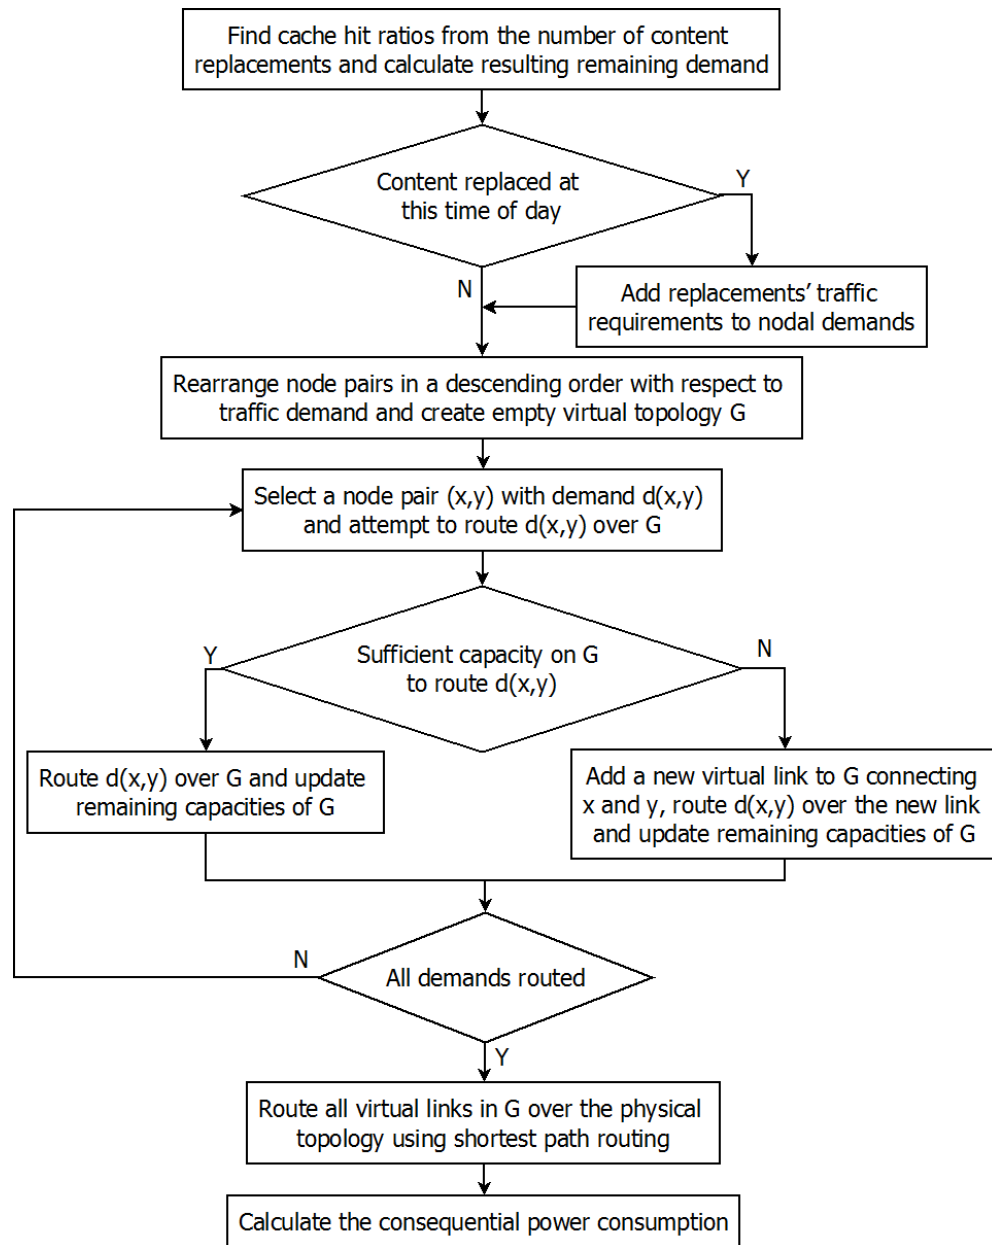 Find cache hit ratios from the number of content
replacements and calculate resulting remaining demand
Content replaced at
this time of day
Y
N
Add replacements’ traffic
requirements to nodal demands
Rearrange node pairs in a descending order with respect to
traffic demand and create empty virtual topology G
Select a node pair (x,y) with demand d(x,y)
and attempt to route d(x,y) over G
Sufficient capacity on G
to route d(x,y)
Y
N
Route d(x,y) over G and update
remaining capacities of G
Add a new virtual link to G connecting
x and y, route d(x,y) over the new link
and update remaining capacities of G
All demands routed
N
Y
Route all virtual links in G over the physical
topology using shortest path routing
Calculate the consequential power consumption